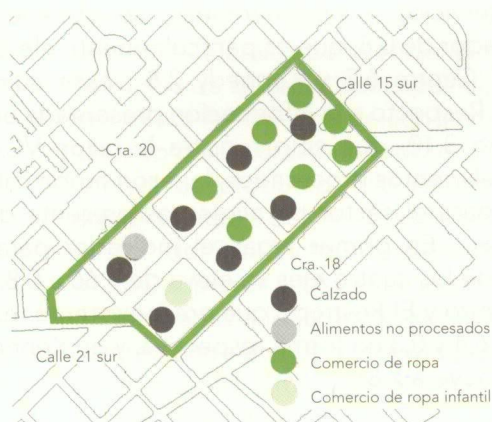 Calle 15 sur
Cra. 20
Cra. 18
Calzado
Alimentos no procesados
Calle 21 sur
Comercio de ropa
Comercio de ropa infantil